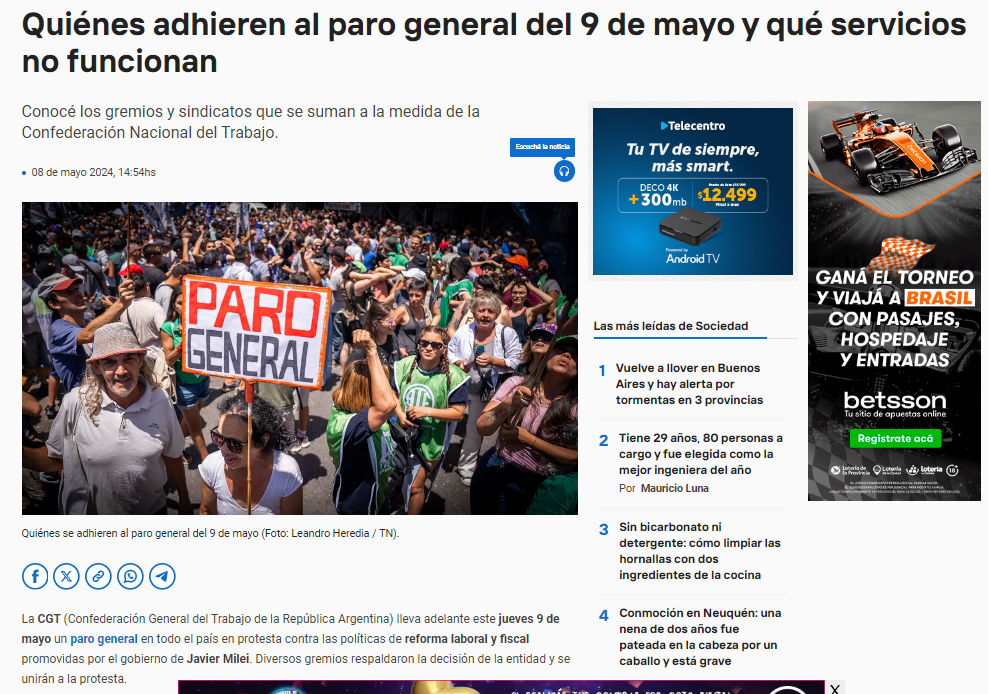 Quiénes adhieren al paro general del 9 de mayo y qué servicios
no funcionan
Conocé los gremios y sindicatos que se suman a la medida de la
Confederación Nacional del Trabajo.
Escuchá la noticia
08 de mayo 2024, 14:54hs
PARO
GENERAL
Quiénes se adhieren al paro general del 9 de mayo (Foto: Leandro Heredia / TN).
La CGT (Confederación General del Trabajo de la República Argentina) lleva adelante este jueves 9 de
mayo un paro general en todo el país en protesta contra las políticas de reforma laboral y fiscal
promovidas por el gobierno de Javier Milei. Diversos gremios respaldaron la decisión de la entidad y se
unirán a la protesta.
Telecentro
Tu TV de siempre,
más smart.
DECO 4K
+300mb
$12.499
Powered by
Android TV
Las más leídas de Sociedad
1 Vuelve a llover en Buenos
Aires y hay alerta por
tormentas en 3 provincias
2 Tiene 29 años, 80 personas a
cargo y fue elegida como la
mejor ingeniera del año
Por Mauricio Luna
3 Sin bicarbonato ni
detergente: cómo limpiar las
hornallas con dos
ingredientes de la cocina
4 Conmoción en Neuquén: una
nena de dos años fue
pateada en la cabeza por un
caballo y está grave
GANÁ EL TORNEO
Y VIAJÁ A BRASIL
CON PASAJES,
HOSPEDAJE
Y ENTRADAS
betsson
Tu sitio de apuestas online.
Registrate acá
X